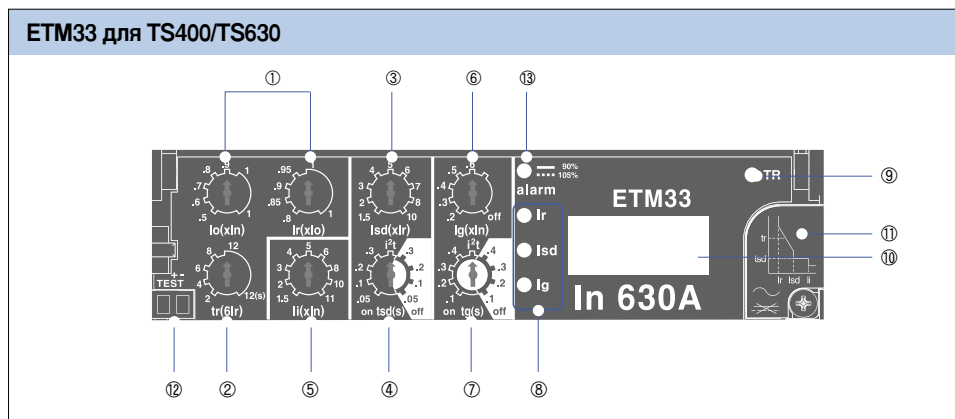 ETM33 для TS400/TS630
① ③ ⑥ ⑬
.5 .6 .7 .8 .9 1 1
Io(xIn)
.8 .85 .9 .95 1 1
Ir(xIo)
1.5 2 3 4 5 6 7 8 10
Isd(xIr)
.2 .3 .4 .5 .6 off
Ig(xIn)
90%
105%
alarm
Ir
Isd
Ig
ETM33
In 630A
TR
⑨
⑪
⑩
tr
Isd
Ir Isd Ii
+ -
TEST
2 4 6 8 12 12(s)
tr(6Ir)
1.5 2 3 4 5 6 8 10 11
Ii(xIn)
i²t
.05 .1 .2 .3 .3 .2 .1 .05
on tsd(s) off
i²t
.1 .2 .3 .4 .4 .3 .2 .1
on tg(s) off
⑫ ② ⑤ ④ ⑦ ⑧